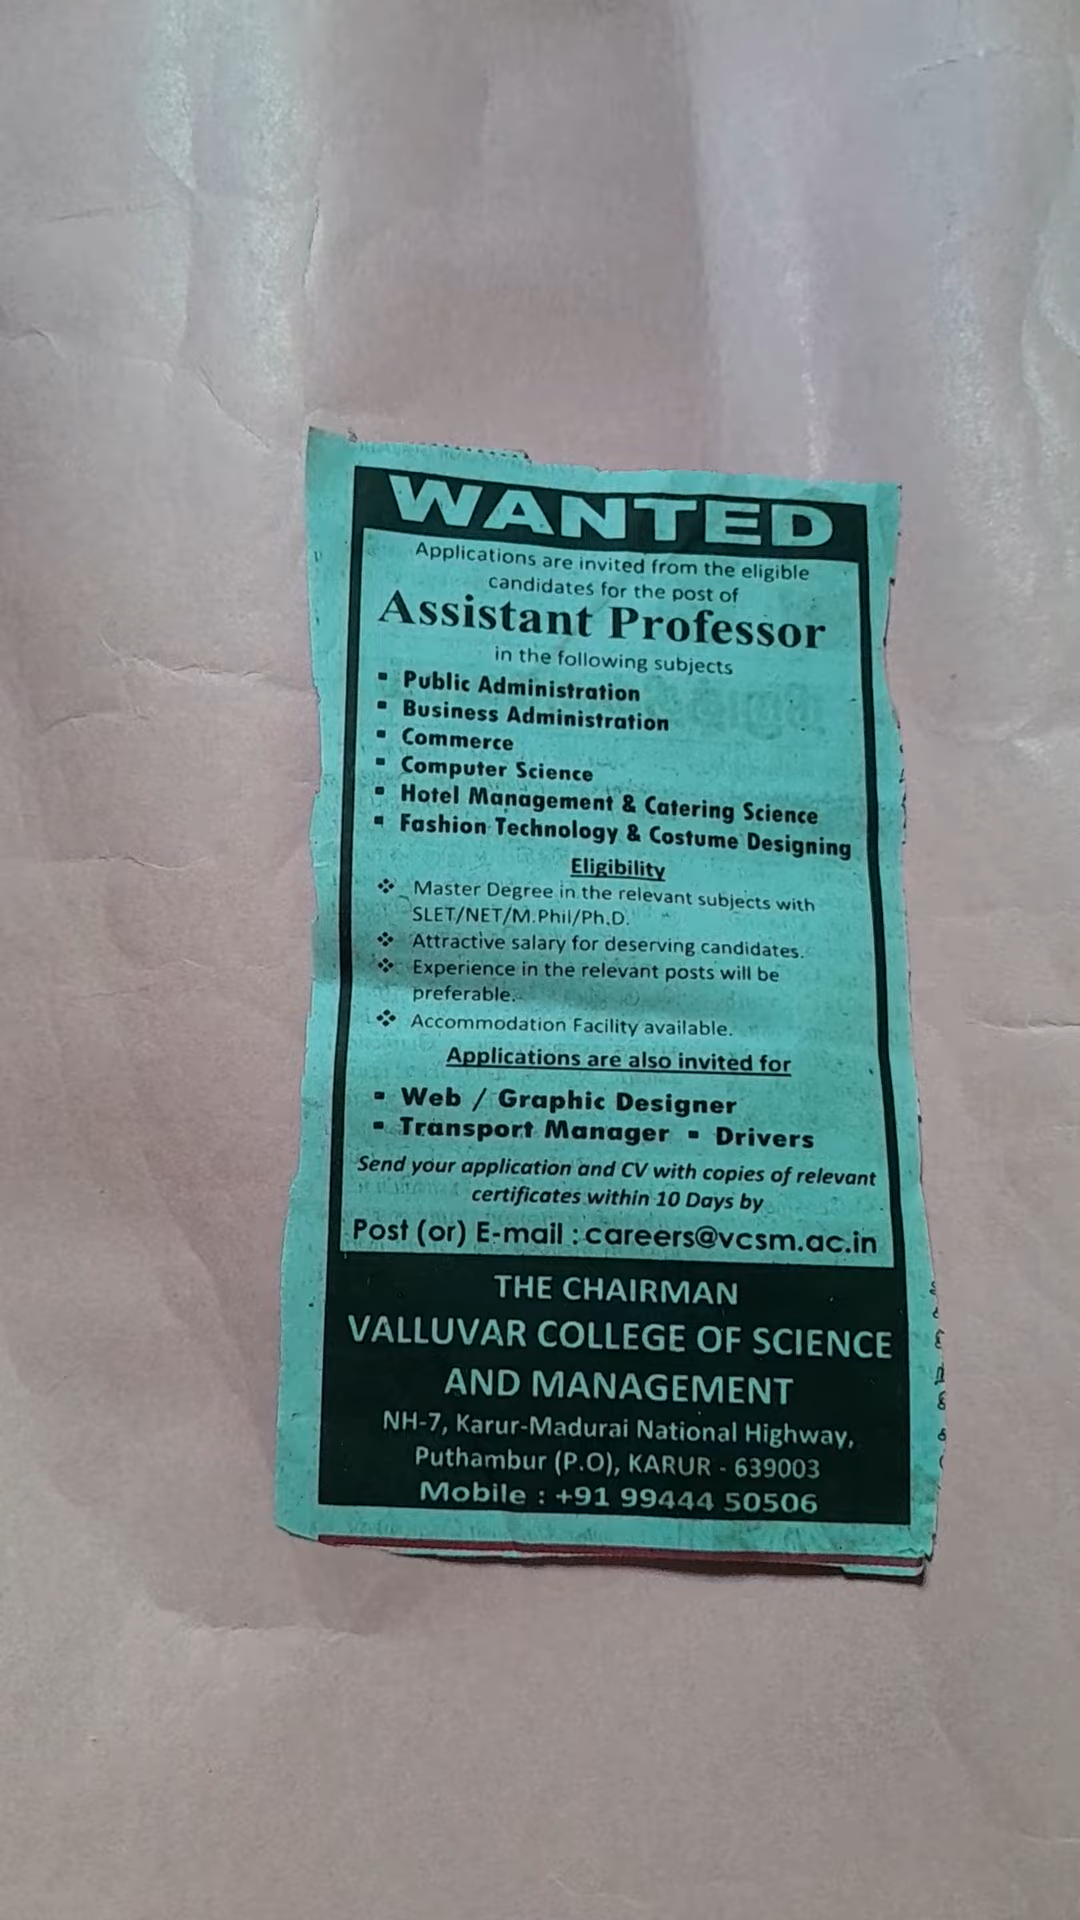 WANTED
Applications are invited from the eligible
candidates for the post of
Assistant Professor
in the following subjects
▪ Public Administration
▪ Business Administration
▪ Commerce
▪ Computer Science
▪ Hotel Management & Catering Science
▪ Fashion Technology & Costume Designing
Eligibility
❖ Master Degree in the relevant subjects with
SLET/NET/M.Phil/Ph.D.
❖ Attractive salary for deserving candidates.
❖ Experience in the relevant posts will be
preferable.
❖ Accommodation Facility available.
Applications are also invited for
▪ Web / Graphic Designer
▪ Transport Manager ▪ Drivers
Send your application and CV with copies of relevant
certificates within 10 Days by
Post (or) E-mail : careers@vcsm.ac.in
THE CHAIRMAN
VALLUVAR COLLEGE OF SCIENCE
AND MANAGEMENT
NH-7, Karur-Madurai National Highway,
Puthambur (P.O), KARUR - 639003
Mobile : +91 99444 50506